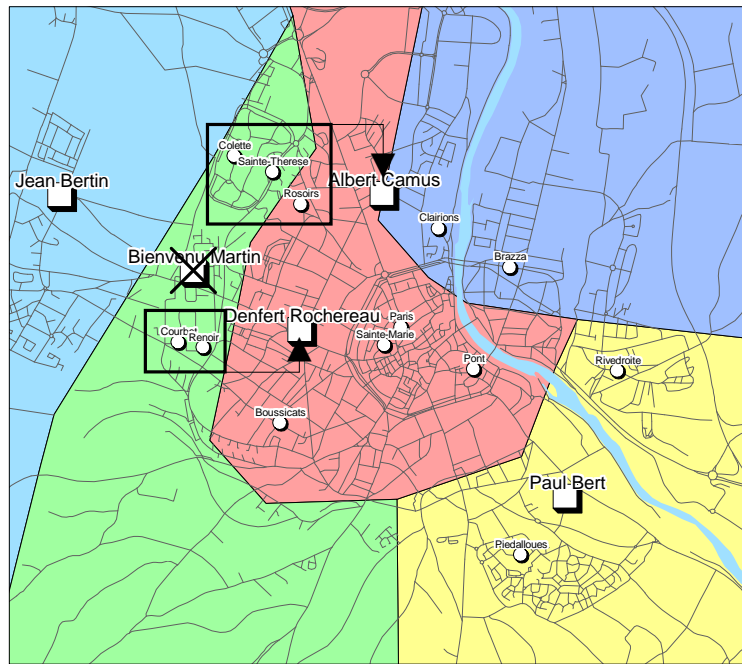 Colette
Sainte-Therese
Jean Bertin
Albert Camus
Rosoirs
Clairions
Bienvenu Martin
Brazza
Denfert Rochereau
Paris
Courbet
Renoir
Sainte-Marie
Pont
Rivedroite
Boussicats
Paul Bert
Piedalloues